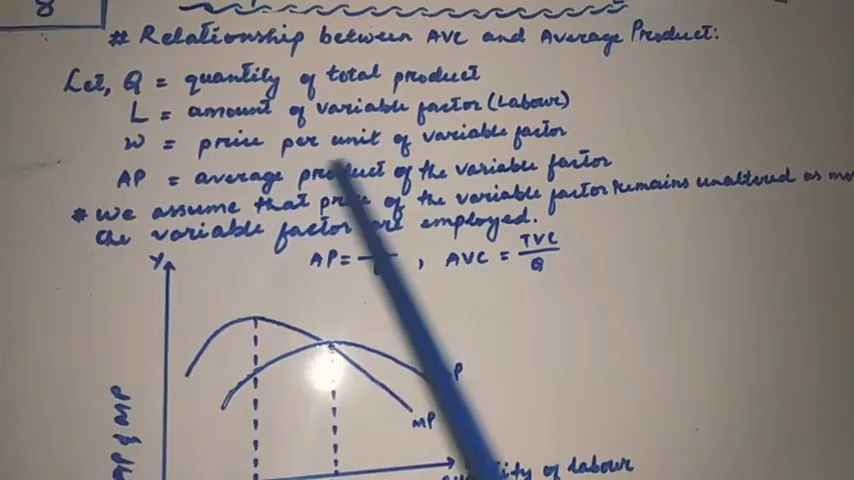 8
# Relationship between AVC and Average Product:
Let, Q = quantity of total product
L = amount of variable factor (Labour)
w = price per unit of variable factor
AP = average product of the variable factor
* We assume that price of the variable factor remains unaltered as
the variable factor are employed.
AP = , AVC = TVC/Q
Y
P
MP
AP & MP
of labour